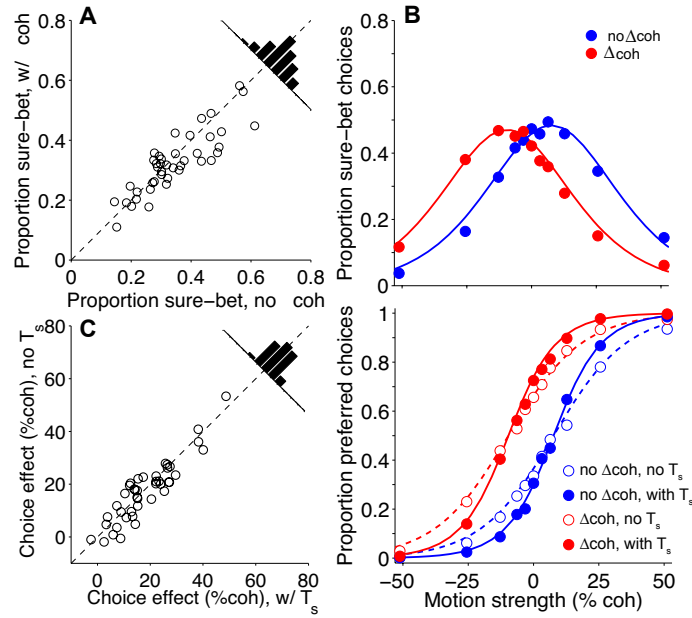 A
Proportion sure−bet, w/ coh
0.8
0.6
0.4
0.2
0
0
0.2
0.4
0.6
0.8
Proportion sure−bet, no coh
B
Proportion sure−bet choices
0.8
0.6
0.4
0.2
0
no Δcoh
Δcoh
C
Choice effect (%coh), no Ts
80
60
40
20
0
0
20
40
60
80
Choice effect (%coh), w/ Ts
Proportion preferred choices
1
0.8
0.6
0.4
0.2
0
no Δcoh, no Ts
no Δcoh, with Ts
Δcoh, no Ts
Δcoh, with Ts
−50
−25
0
25
50
Motion strength (% coh)